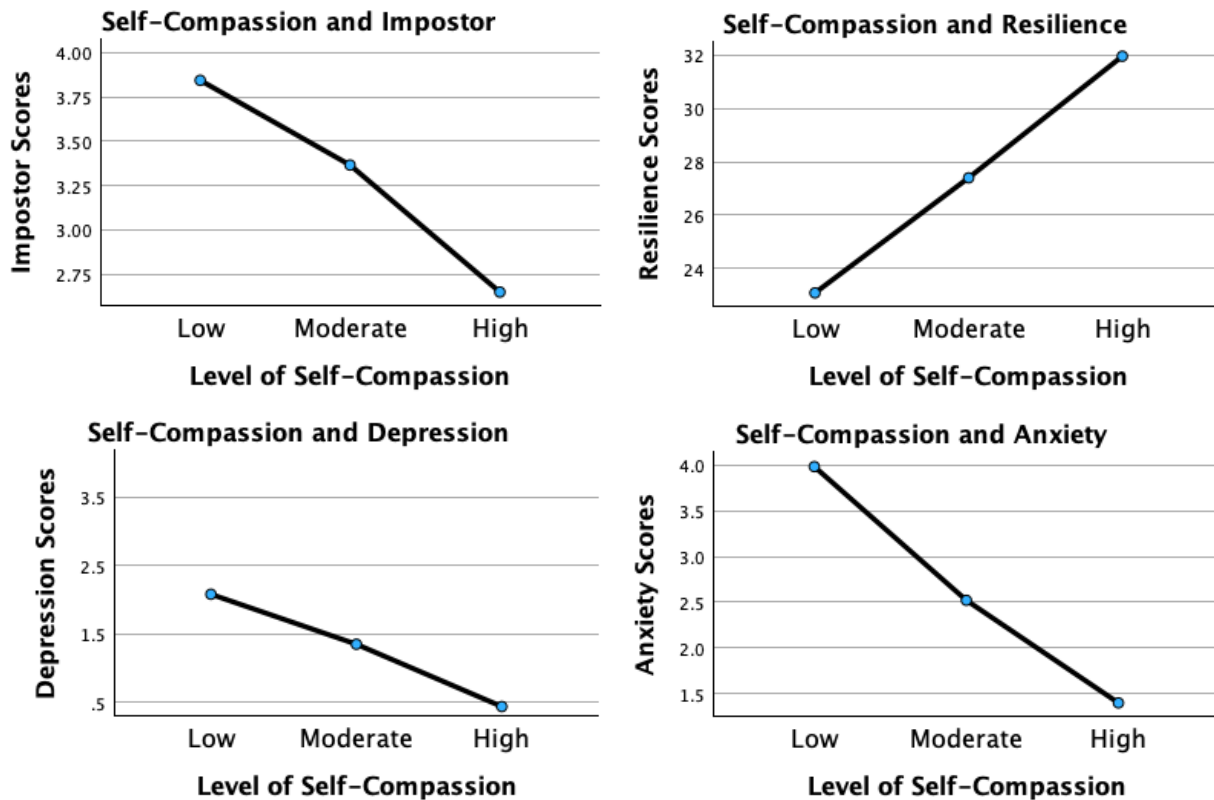 Self-Compassion and Impostor
Impostor Scores
4.00
3.75
3.50
3.25
3.00
2.75
Low Moderate High
Level of Self-Compassion
Self-Compassion and Resilience
Resilience Scores
32
30
28
26
24
Low Moderate High
Level of Self-Compassion
Self-Compassion and Depression
Depression Scores
3.5
2.5
1.5
.5
Low Moderate High
Level of Self-Compassion
Self-Compassion and Anxiety
Anxiety Scores
4.0
3.5
3.0
2.5
2.0
1.5
Low Moderate High
Level of Self-Compassion